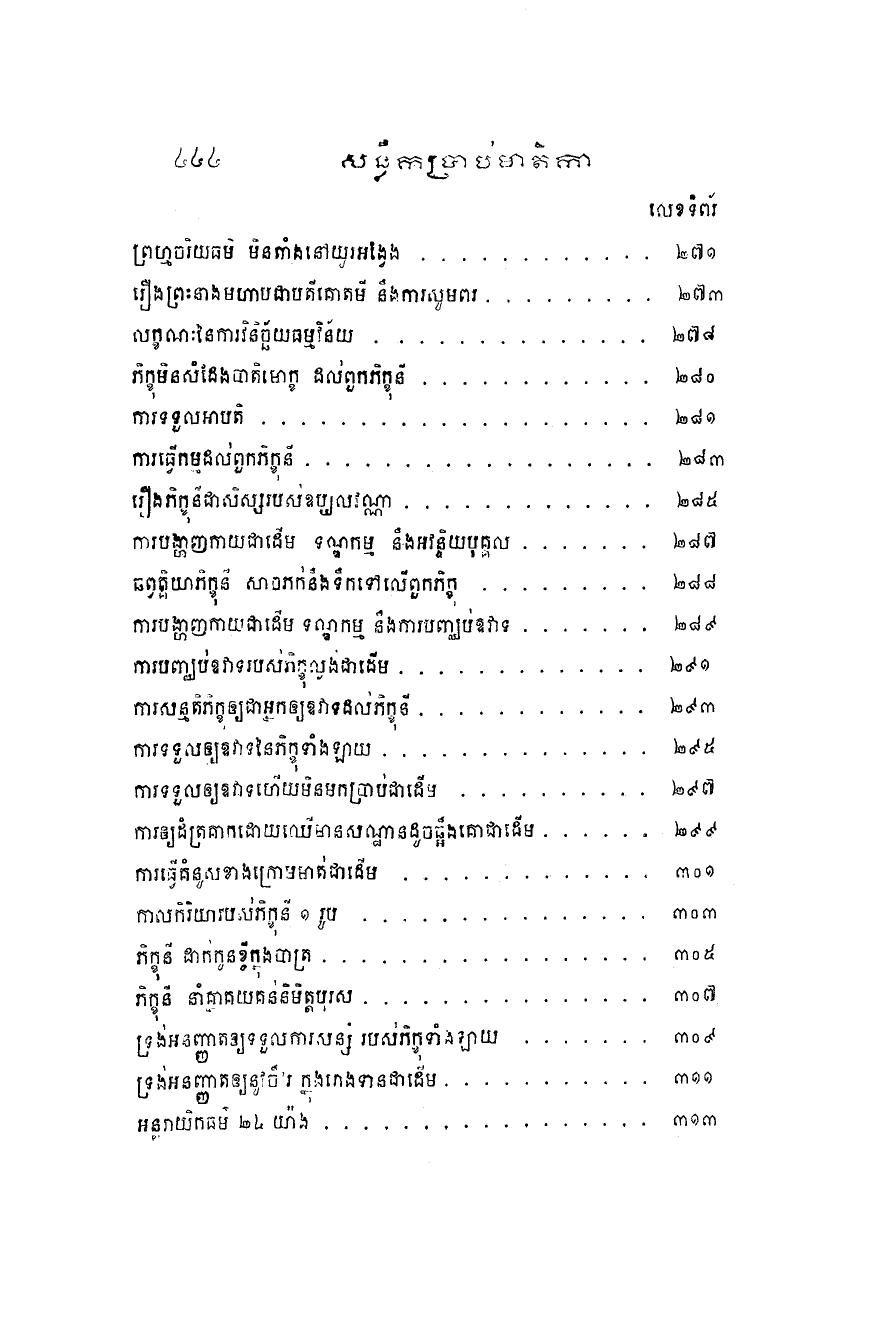 ៤៤៤ សន្លឹកប្រាប់មាតិកា
លេខទំព័រ
ព្រហ្មចរិយធម៌ មិនតាំងនៅយូរអង្វែង . . . . . . . . . . . . ២៧១
រឿងព្រះនាងមហាបជាបតីគោតមី នឹងការសូមពរ . . . . . . . . . ២៧៣
លក្ខណៈនៃការវិនិច្ឆ័យធម្មវិន័យ . . . . . . . . . . . . . . ២៧៨
ភិក្ខុមិនសំដែងបាតិមោក្ខ ដល់ពួកភិក្ខុនី . . . . . . . . . . . . ២៨០
ការទទួលអាបតិ . . . . . . . . . . . . . . . . . . . . ២៨១
ការធ្វើកម្មដល់ពួកភិក្ខុនី . . . . . . . . . . . . . . . . . . ២៨៣
រឿងភិក្ខុនីជាសិស្សរបស់ឧប្បលវណ្ណា . . . . . . . . . . . . . ២៨៥
ការបង្ហាញកាយជាដើម ទណ្ឌកម្ម នឹងអវន្ទិយបុគ្គល . . . . . . . ២៨៧
ឆព្វគ្គិយាភិក្ខុនី សាចភក់នឹងទឹកទៅលើពួកភិក្ខុ . . . . . . . . . ២៨៨
ការបង្ហាញកាយជាដើម ទណ្ឌកម្ម នឹងការបញ្ឈប់ឱវាទ . . . . . . . ២៨៩
ការបញ្ឈប់ឱវាទរបស់ភិក្ខុល្ងង់ជាដើម . . . . . . . . . . . . . ២៩១
ការសន្មតិភិក្ខុឲ្យជាអ្នកឲ្យឱវាទដល់ភិក្ខុនី . . . . . . . . . . . . ២៩៣
ការទទួលឲ្យឱវាទនៃភិក្ខុទាំងឡាយ . . . . . . . . . . . . . . ២៩៥
ការទទួលឲ្យឱវាទហើយមិនមកប្រាប់ជាដើម . . . . . . . . . . ២៩៧
ការឲ្យដំត្រគាកដោយឈើមានសណ្ឋានដូចឆ្អឹងគោជាដើម . . . . . . ២៩៩
ការធ្វើគំនូសខាងក្រោមមាត់ជាដើម . . . . . . . . . . . . . ៣០១
កាលកិរិយារបស់ភិក្ខុនី ១ រូប . . . . . . . . . . . . . . . ៣០៣
ភិក្ខុនី ដាក់កូនខ្ចីក្នុងបាត្រ . . . . . . . . . . . . . . . . . ៣០៥
ភិក្ខុនី នាំគ្នាគយគន់និមិត្តបុរស . . . . . . . . . . . . . . . ៣០៧
ទ្រង់អនុញ្ញាតឲ្យទទួលការសន្សំ របស់ភិក្ខុទាំងឡាយ . . . . . . . ៣០៩
ទ្រង់អនុញ្ញាតឲ្យនូវចីវរ ក្នុងរោងទានជាដើម . . . . . . . . . . . ៣១១
អន្តរាយិកធម៌ ២៤ យ៉ាង . . . . . . . . . . . . . . . . . ៣១៣